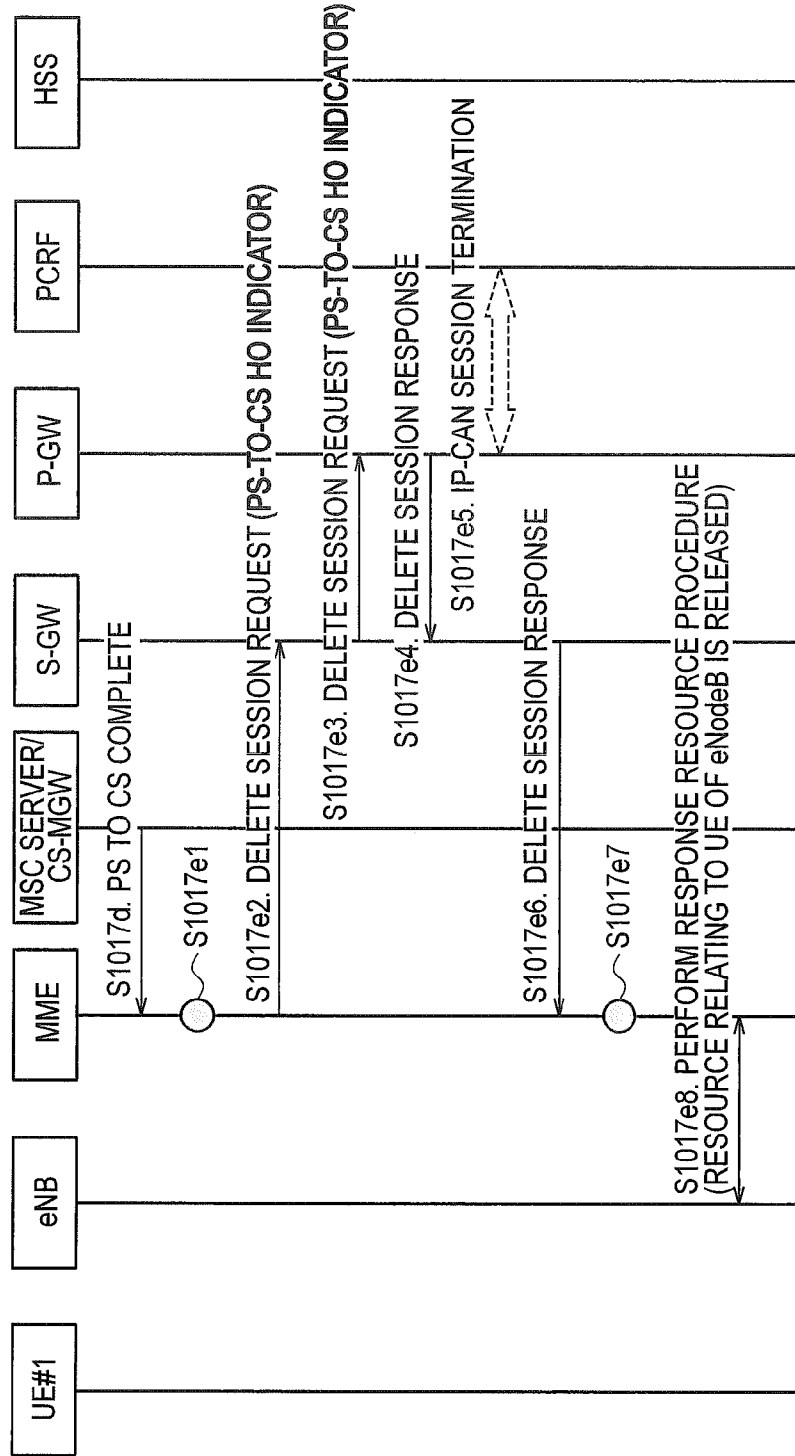 UE#1
eNB
MME
MSC SERVER/
CS-MGW
S-GW
P-GW
PCRF
HSS
S1017d. PS TO CS COMPLETE
S1017e1
S1017e2. DELETE SESSION REQUEST (PS-TO-CS HO INDICATOR)
S1017e3. DELETE SESSION REQUEST (PS-TO-CS HO INDICATOR)
S1017e4. DELETE SESSION RESPONSE
S1017e5. IP-CAN SESSION TERMINATION
S1017e6. DELETE SESSION RESPONSE
S1017e7
S1017e8. PERFORM RESPONSE RESOURCE PROCEDURE
(RESOURCE RELATING TO UE OF eNodeB IS RELEASED)